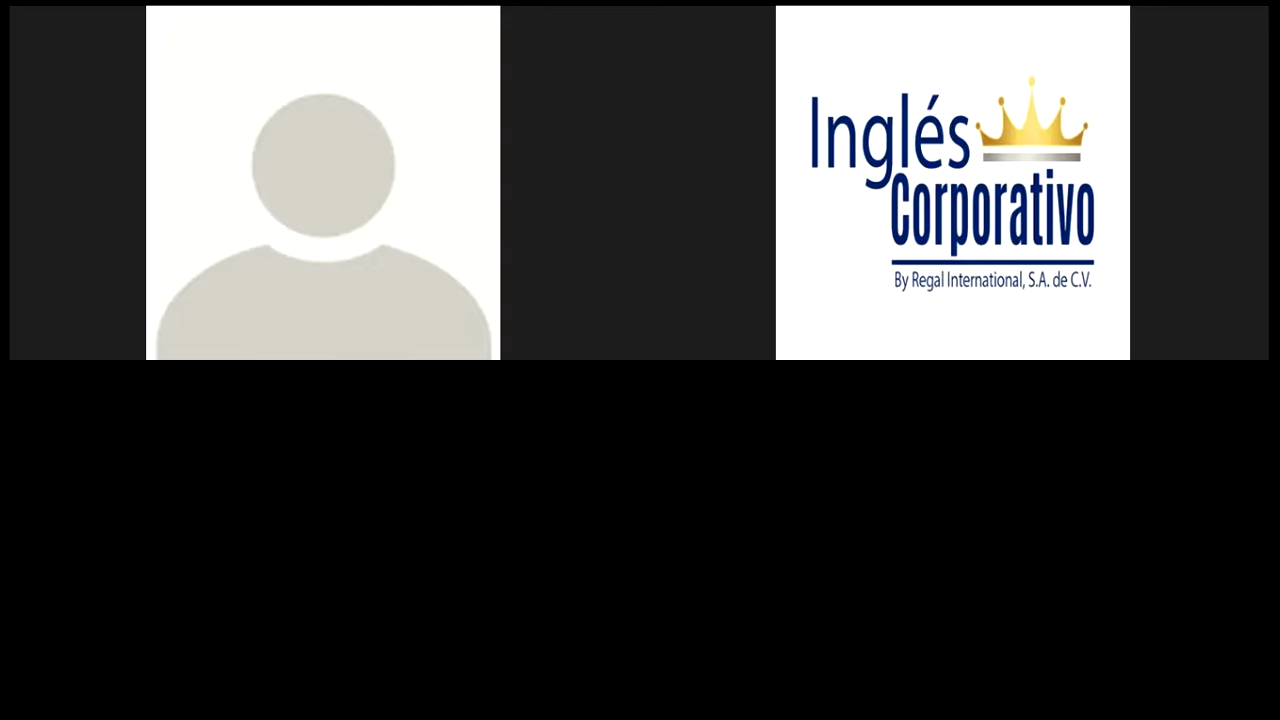 Inglés
Corporativo
By Regal International, S.A. de C.V.